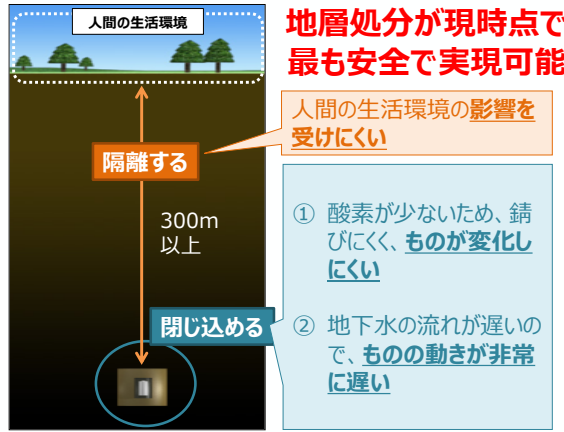 人間の生活環境
地層処分が現時点で
最も安全で実現可能
人間の生活環境の影響を
受けにくい
隔離する
300m
以上
① 酸素が少ないため、錆
びにくく、ものが変化し
にくい
閉じ込める
② 地下水の流れが遅いの
で、ものの動きが非常
に遅い